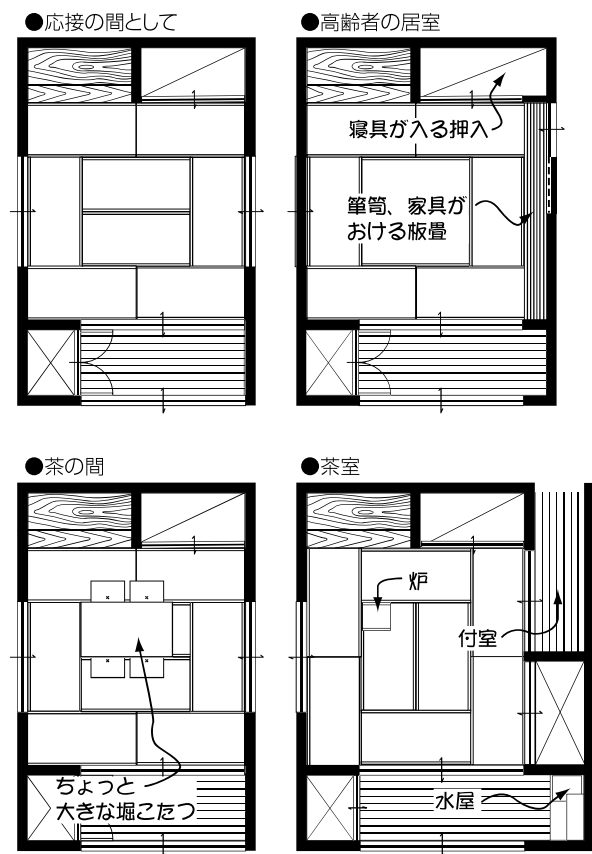 ●応接の間として
●高齢者の居室
寝具が入る押入
箪笥、家具が
おける板畳
●茶の間
●茶室
炉
付室
ちょっと
大きな堀こたつ
水屋